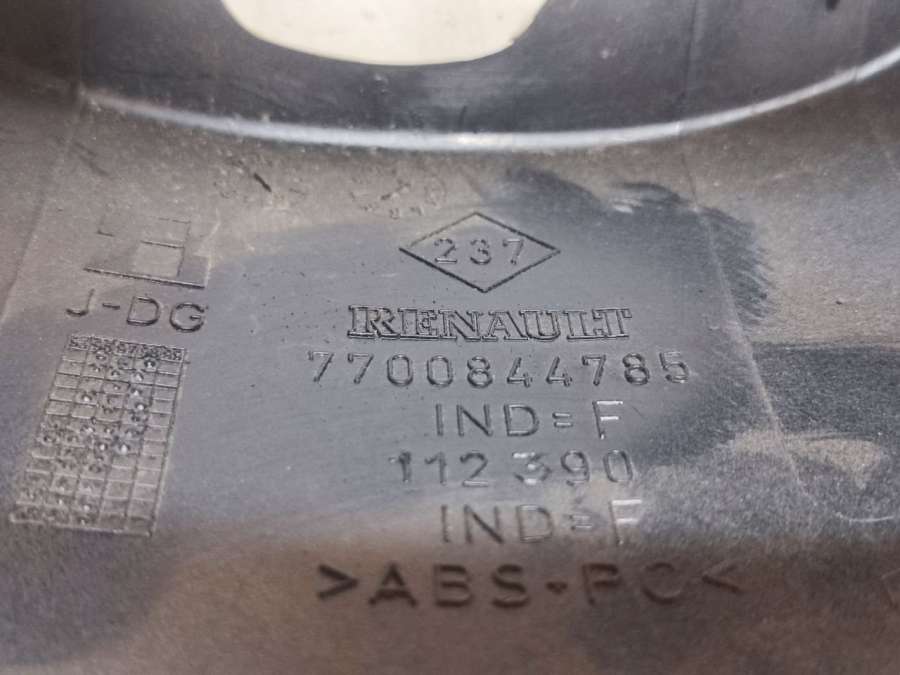 237
J-DG
RENAULT
7700844785
IND=F
112390
IND=F
>ABS-PC<